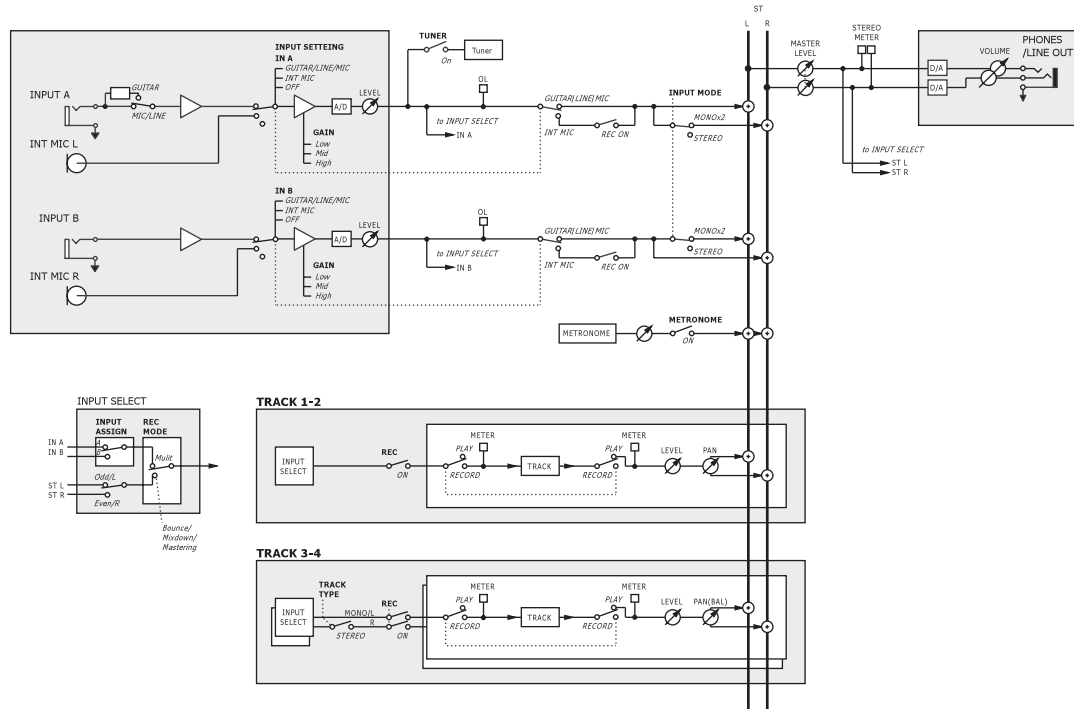 ST
L R
INPUT SETTEING
IN A
GUITAR/LINE/MIC
INT MIC
OFF
INPUT A
GUITAR
MIC/LINE
A/D
LEVEL
GAIN
Low
Mid
High
INT MIC L
TUNER
On
Tuner
OL
to INPUT SELECT
IN A
GUITAR|LINE|MIC
INT MIC
REC ON
INPUT MODE
MONOx2
STEREO
MASTER
LEVEL
STEREO
METER
to INPUT SELECT
ST L
ST R
D/A
D/A
VOLUME
PHONES
/LINE OUT
IN B
GUITAR/LINE/MIC
INT MIC
OFF
INPUT B
A/D
LEVEL
GAIN
Low
Mid
High
INT MIC R
OL
to INPUT SELECT
IN B
GUITAR|LINE|MIC
INT MIC
REC ON
MONOx2
STEREO
METRONOME
METRONOME
ON
INPUT SELECT
INPUT
ASSIGN
REC
MODE
IN A
IN B
A
B
Mulit
ST L
ST R
Odd/L
Even/R
Bounce/
Mixdown/
Mastering
TRACK 1-2
INPUT
SELECT
REC
ON
PLAY
RECORD
METER
TRACK
PLAY
RECORD
METER
LEVEL
PAN
TRACK 3-4
INPUT
SELECT
TRACK
TYPE
MONO/L
R
STEREO
REC
ON
PLAY
RECORD
METER
TRACK
PLAY
RECORD
METER
LEVEL
PAN(BAL)